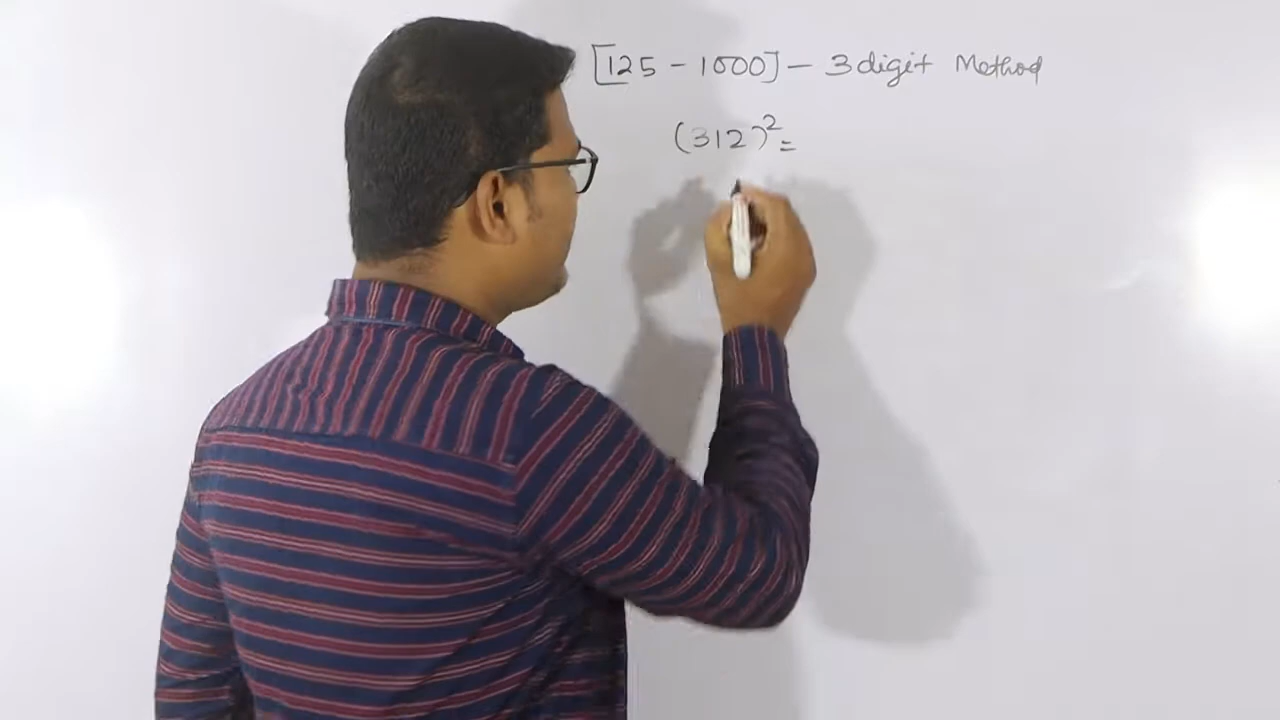 [125 - 1000] - 3 digit Method
(312)²=